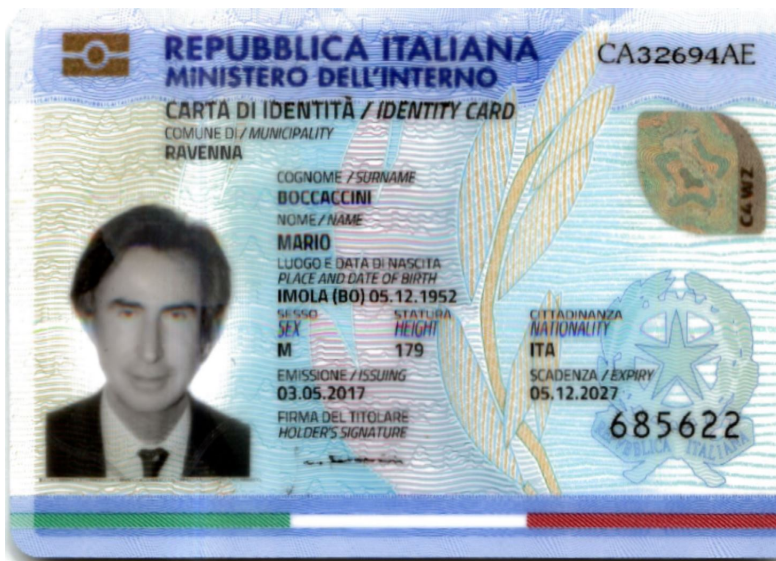 REPUBBLICA ITALIANA
MINISTERO DELL'INTERNO
CA32694AE
CARTA DI IDENTITÀ / IDENTITY CARD
COMUNE DI / MUNICIPALITY
RAVENNA
C4 WZ
COGNOME / SURNAME
BOCCACCINI
NOME / NAME
MARIO
LUOGO E DATA DI NASCITA
PLACE AND DATE OF BIRTH
IMOLA (BO) 05.12.1952
SESSO STATURA CITTADINANZA
SEX HEIGHT NATIONALITY
M 179 ITA
EMISSIONE / ISSUING SCADENZA / EXPIRY
03.05.2017 05.12.2027
FIRMA DEL TITOLARE
HOLDER'S SIGNATURE
685622
REPUBBLICA ITALIANA